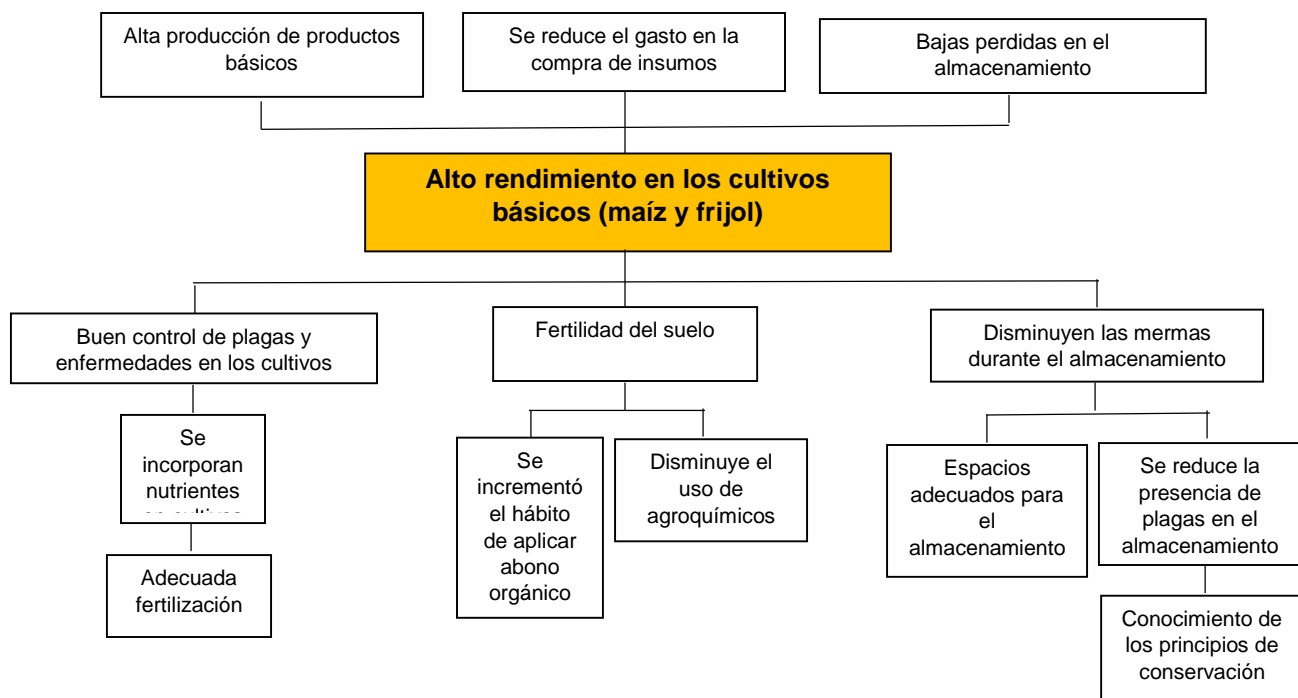 Alta producción de productos
básicos
Se reduce el gasto en la
compra de insumos
Bajas perdidas en el
almacenamiento
Alto rendimiento en los cultivos
básicos (maíz y frijol)
Buen control de plagas y
enfermedades en los cultivos
Fertilidad del suelo
Disminuyen las mermas
durante el almacenamiento
Se
incorporan
nutrientes
Adecuada
fertilización
Se
incrementó
el hábito
de aplicar
abono
orgánico
Disminuye el
uso de
agroquímicos
Espacios
adecuados para
el
almacenamiento
Se reduce la
presencia de
plagas en el
almacenamiento
Conocimiento de
los principios de
conservación